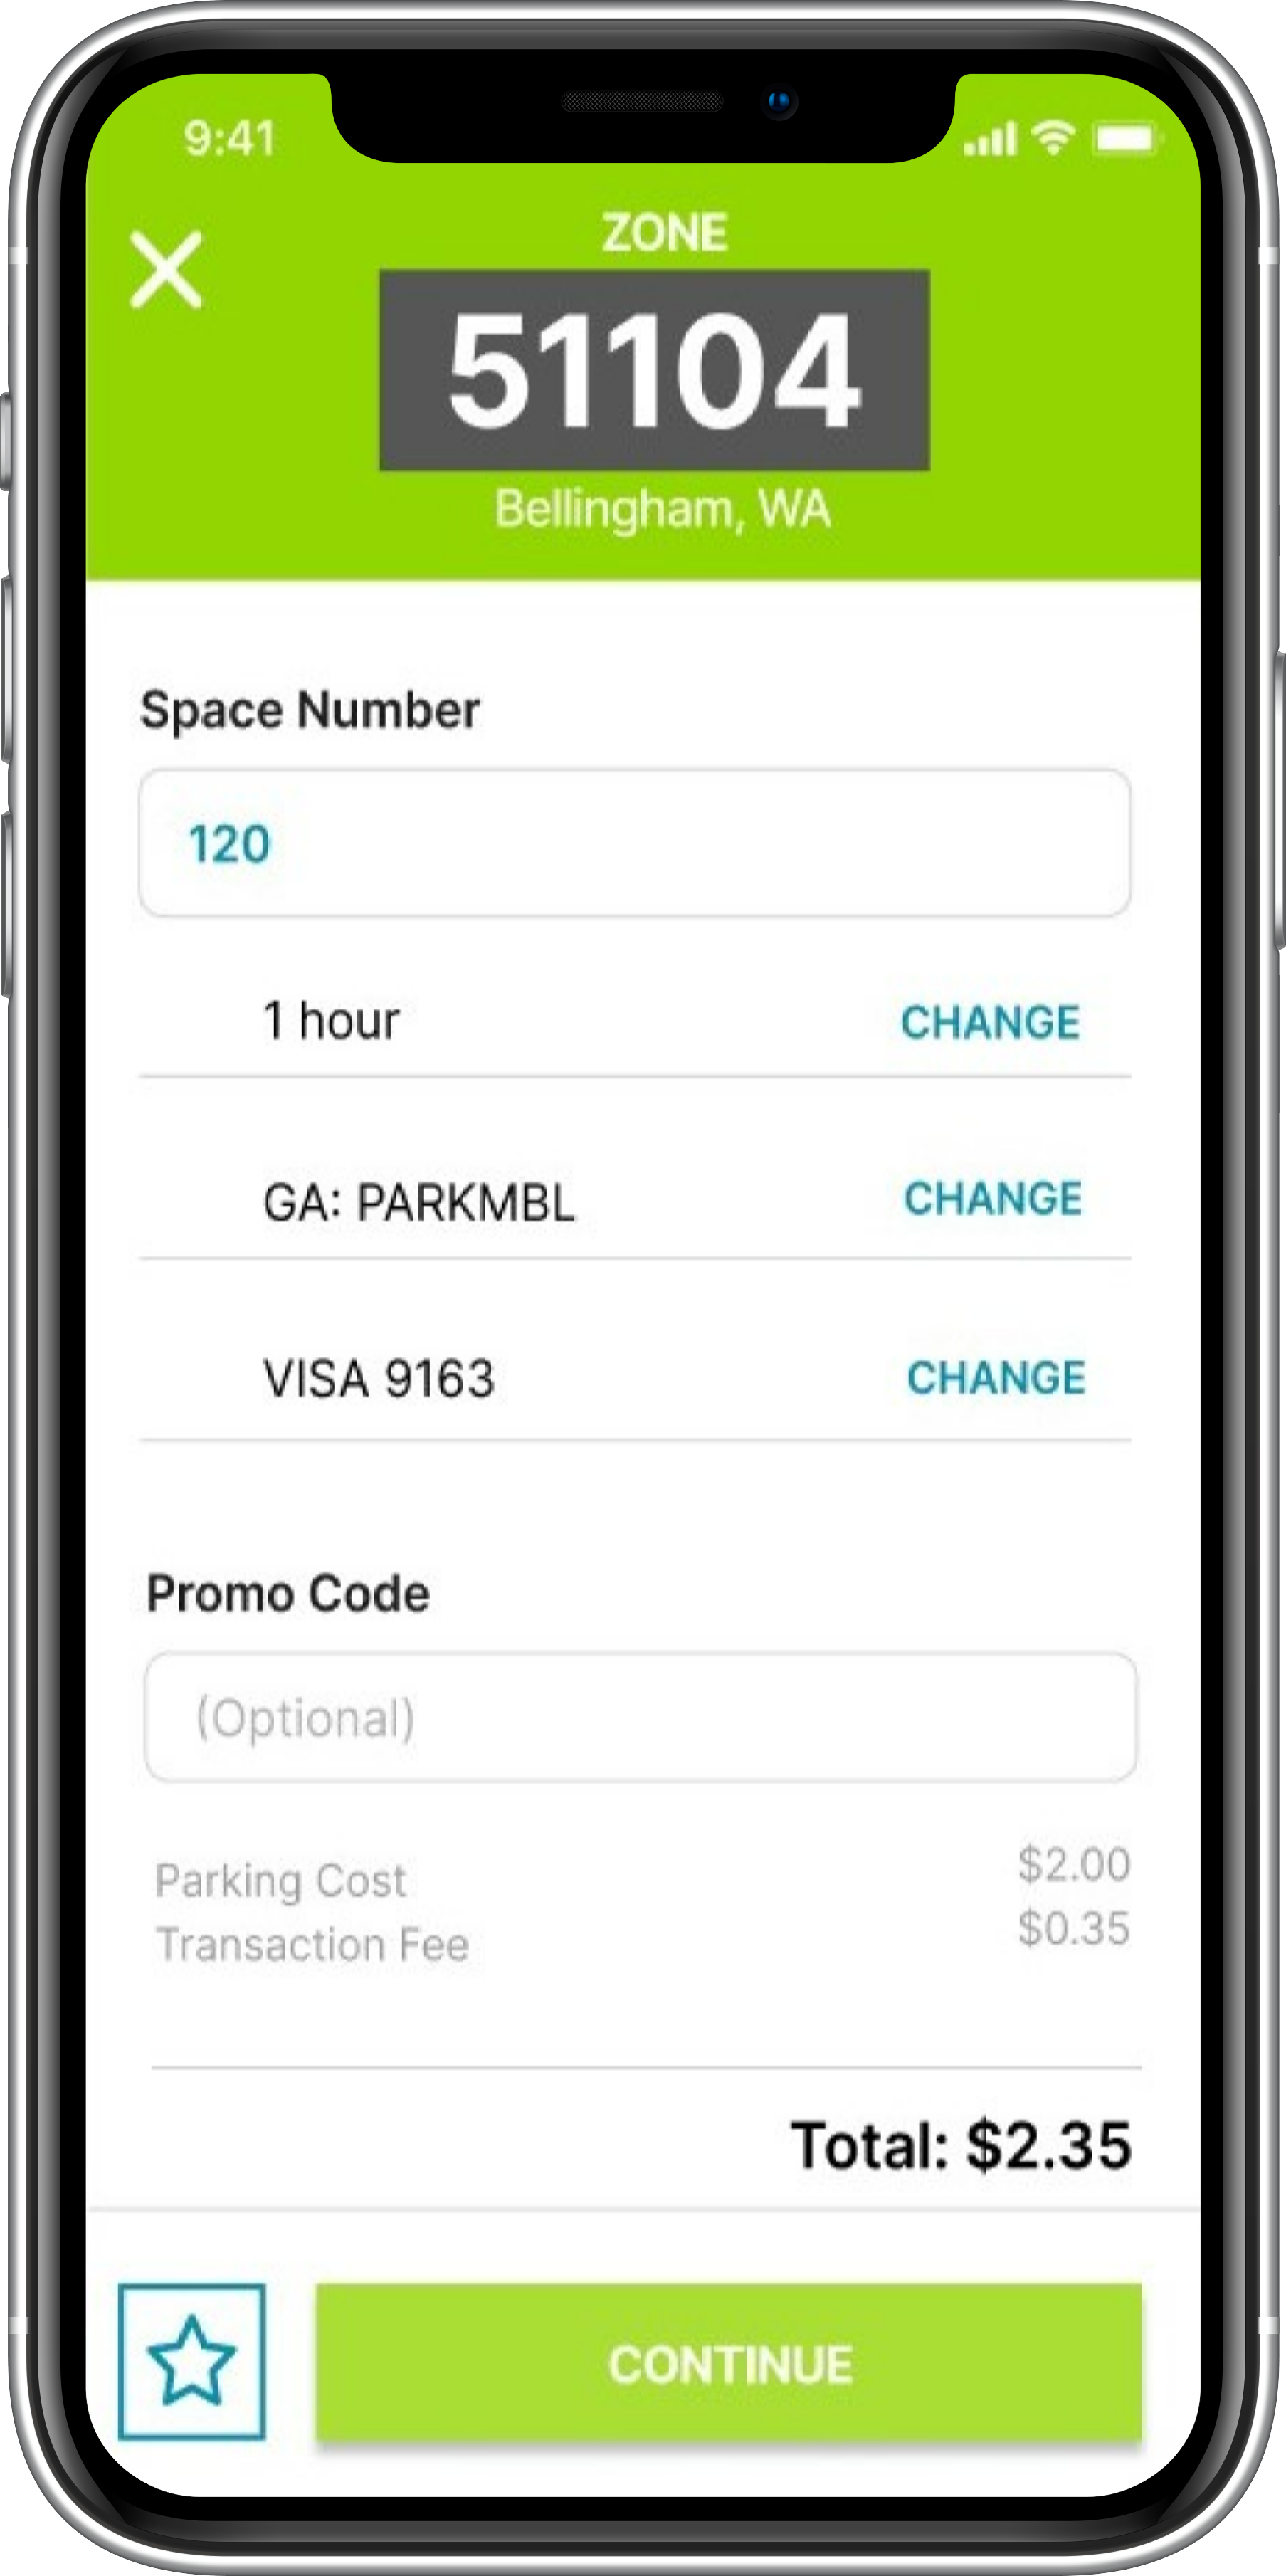 9:41
ZONE
51104
Bellingham, WA
Space Number
120
1 hour CHANGE
GA: PARKMBL CHANGE
VISA 9163 CHANGE
Promo Code
(Optional)
Parking Cost $2.00
Transaction Fee $0.35
Total: $2.35
CONTINUE